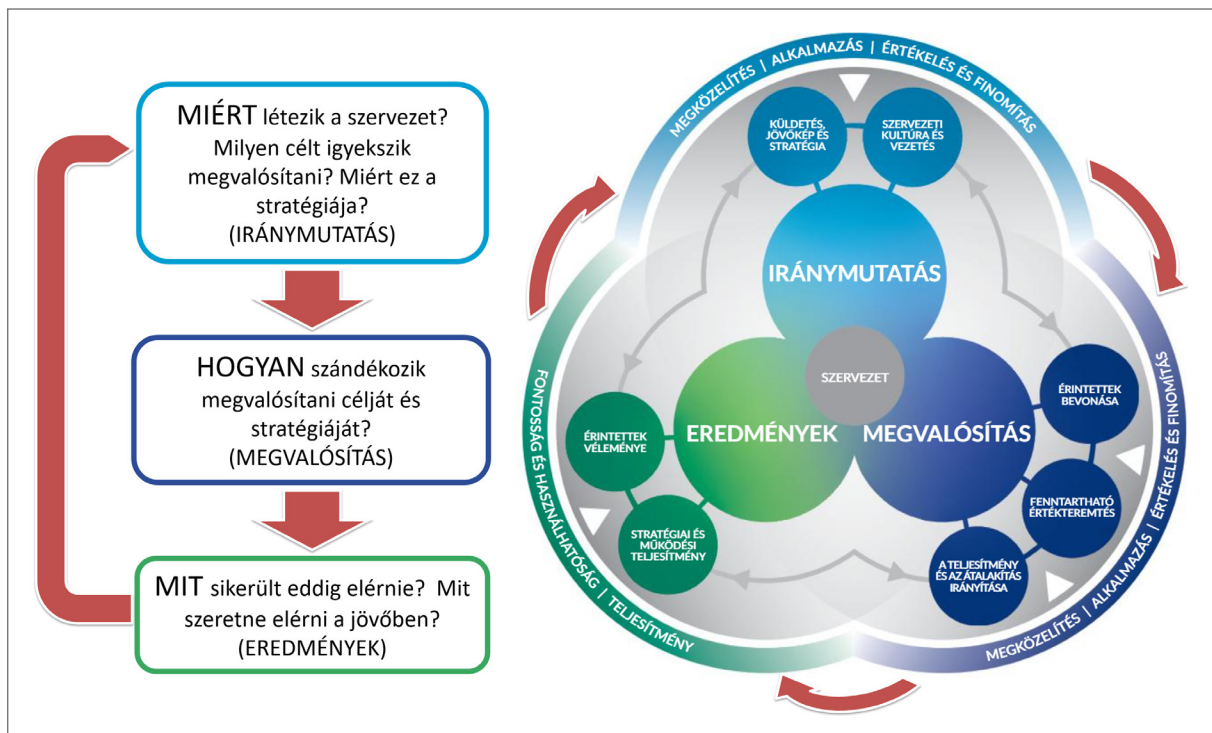 MIÉRT létezik a szervezet?
Milyen célt igyekszik
megvalósítani? Miért ez a
stratégiája?
(IRÁNYMUTATÁS)
HOGYAN szándékozik
megvalósítani célját és
stratégiáját?
(MEGVALÓSÍTÁS)
MIT sikerült eddig elérnie? Mit
szeretne elérni a jövőben?
(EREDMÉNYEK)
MEGKÖZELÍTÉS | ALKALMAZÁS | ÉRTÉKELÉS ÉS FINOMÍTÁS
KÜLDETÉS,
JÖVŐKÉP ÉS
STRATÉGIA
SZERVEZETI
KULTÚRA ÉS
VEZETÉS
IRÁNYMUTATÁS
SZERVEZET
EREDMÉNYEK
MEGVALÓSÍTÁS
ÉRINTETTEK
BEVONÁSA
FENNTARTHATÓ
ÉRTÉKTEREMTÉS
A TELJESÍTMÉNY
ÉS AZ ÁTALAKÍTÁS
IRÁNYÍTÁSA
MEGKÖZELÍTÉS | ALKALMAZÁS | ÉRTÉKELÉS ÉS FINOMÍTÁS
ÉRINTETTEK
VÉLEMÉNYE
STRATÉGIAI ÉS
MŰKÖDÉSI
TELJESÍTMÉNY
FONTOSSÁG ÉS HASZNÁLHATÓSÁG | TELJESÍTMÉNY